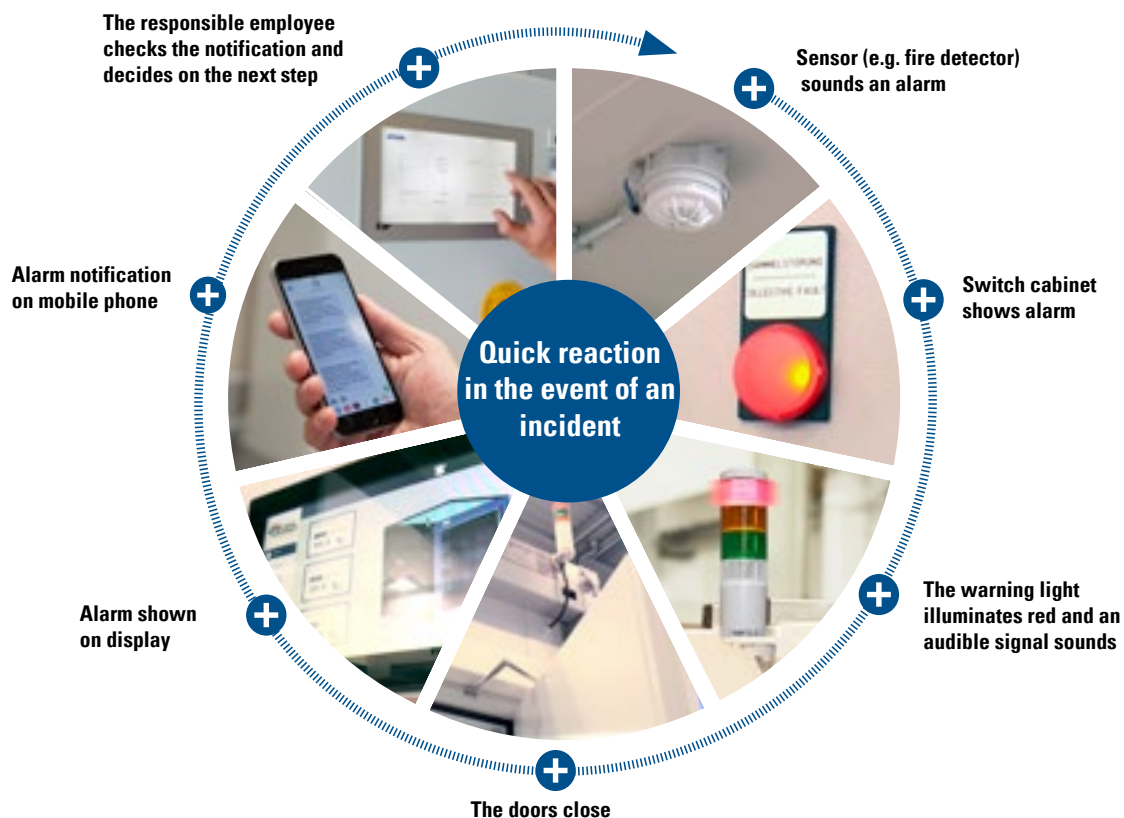 The responsible employee
checks the notification and
decides on the next step
Sensor (e.g. fire detector)
sounds an alarm
Alarm notification
on mobile phone
Switch cabinet
shows alarm
Quick reaction
in the event of an
incident
COLLECTIVE FAULT
Alarm shown
on display
The warning light
illuminates red and an
audible signal sounds
The doors close